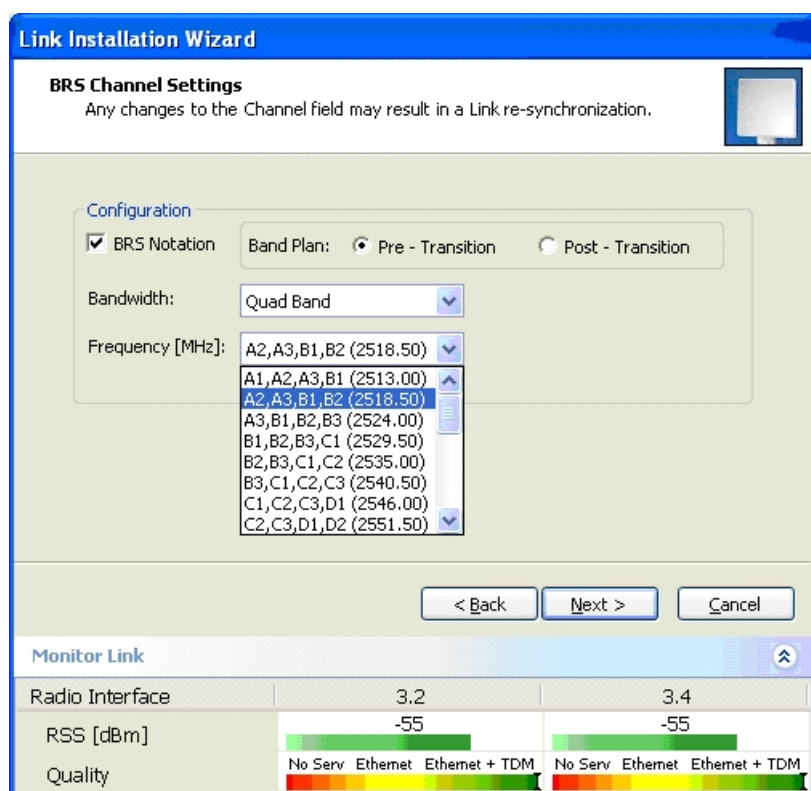 Link Installation Wizard
BRS Channel Settings
Any changes to the Channel field may result in a Link re-synchronization.
Configuration
BRS Notation Band Plan: Pre - Transition Post - Transition
Bandwidth: Quad Band
Frequency [MHz]: A2,A3,B1,B2 (2518.50)
A1,A2,A3,B1 (2513.00)
A2,A3,B1,B2 (2518.50)
A3,B1,B2,B3 (2524.00)
B1,B2,B3,C1 (2529.50)
B2,B3,C1,C2 (2535.00)
B3,C1,C2,C3 (2540.50)
C1,C2,C3,D1 (2546.00)
C2,C3,D1,D2 (2551.50)
< Back Next > Cancel
Monitor Link
Radio Interface 3.2 3.4
RSS [dBm] -55 -55
Quality No Serv Ethernet Ethernet + TDM No Serv Ethernet Ethernet + TDM